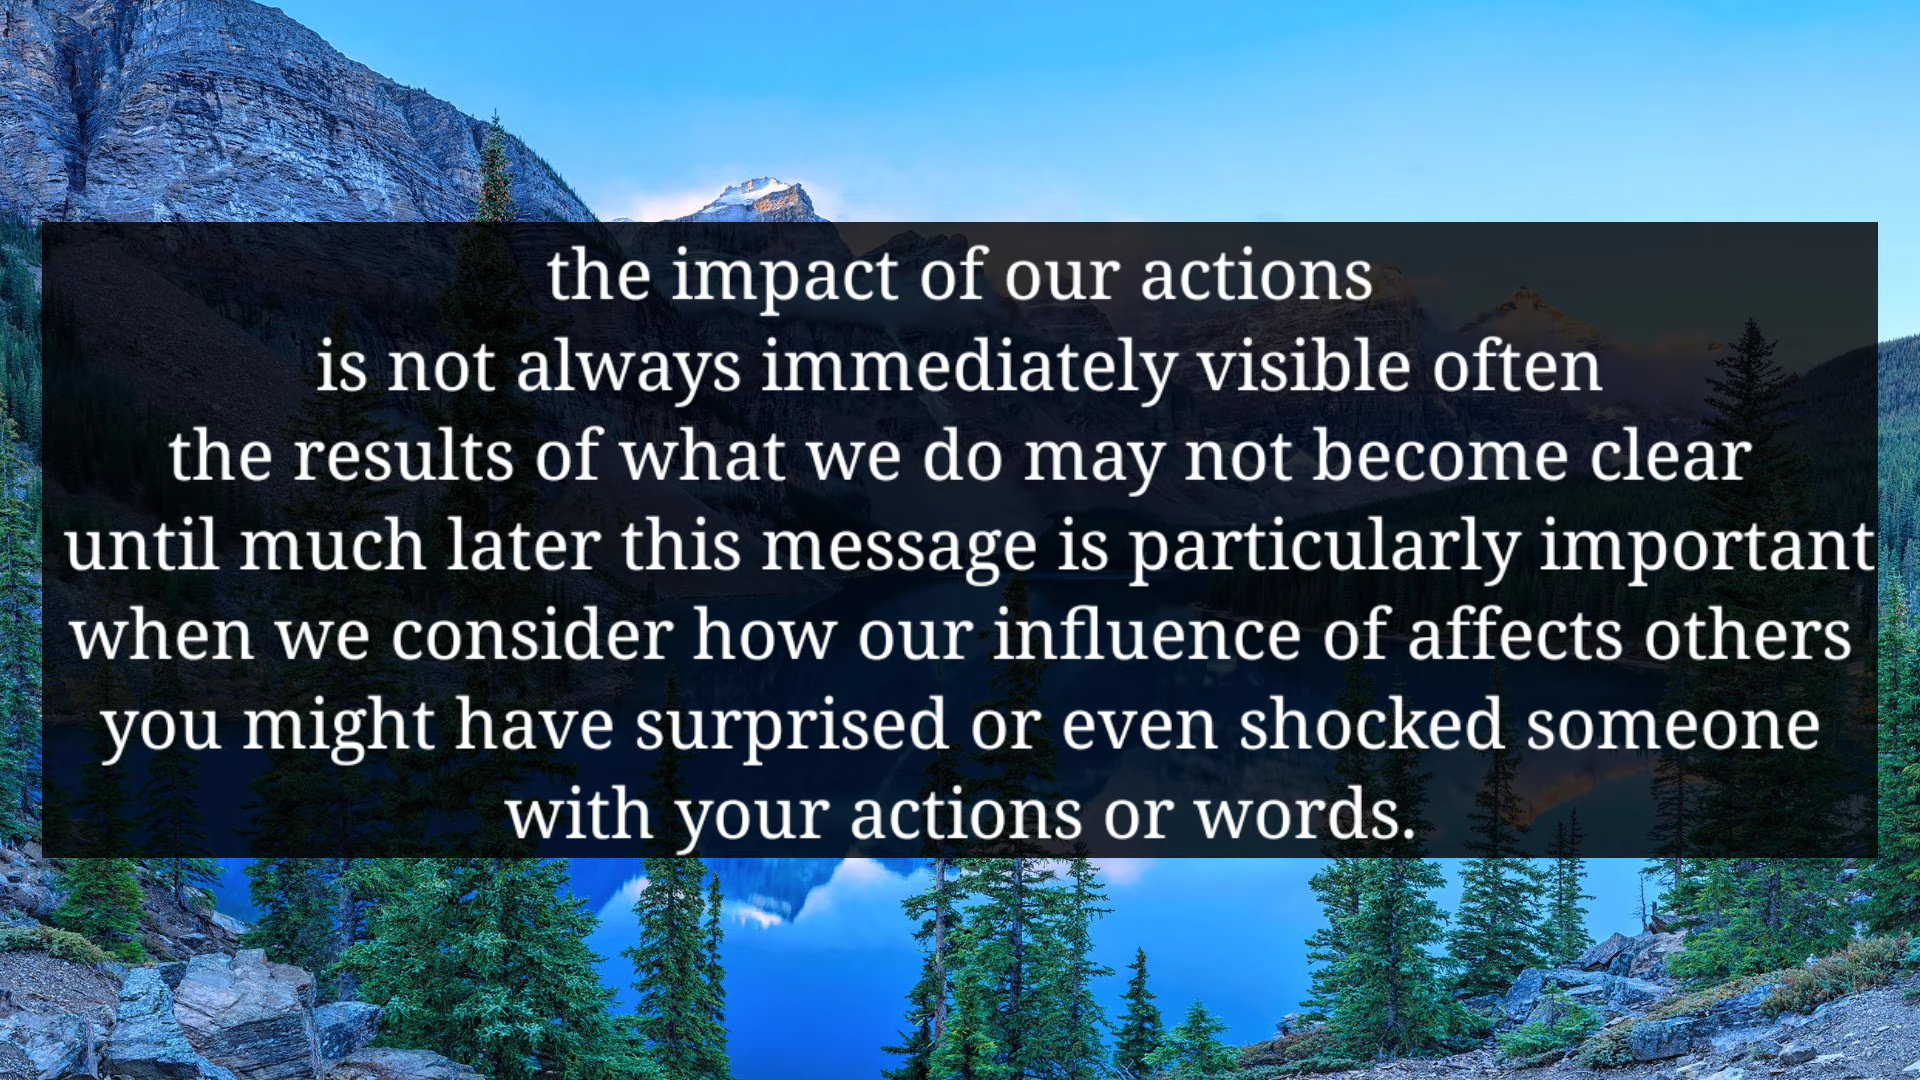 the impact of our actions
is not always immediately visible often
the results of what we do may not become clear
until much later this message is particularly important
when we consider how our influence of affects others
you might have surprised or even shocked someone
with your actions or words.